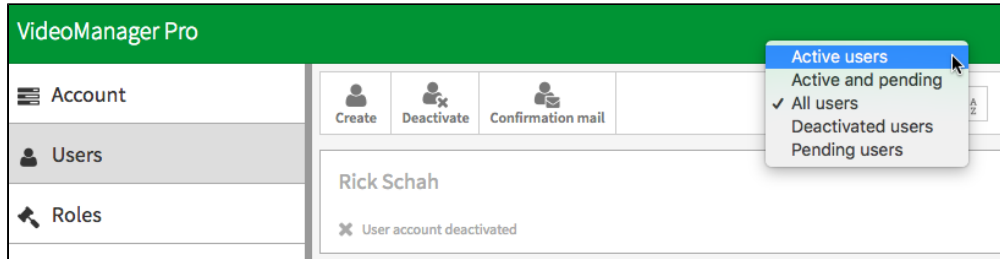 VideoManager Pro
Account
Users
Roles
Create
Deactivate
Confirmation mail
Active users
Active and pending
✓ All users
Deactivated users
Pending users
A
Z
Rick Schah
User account deactivated